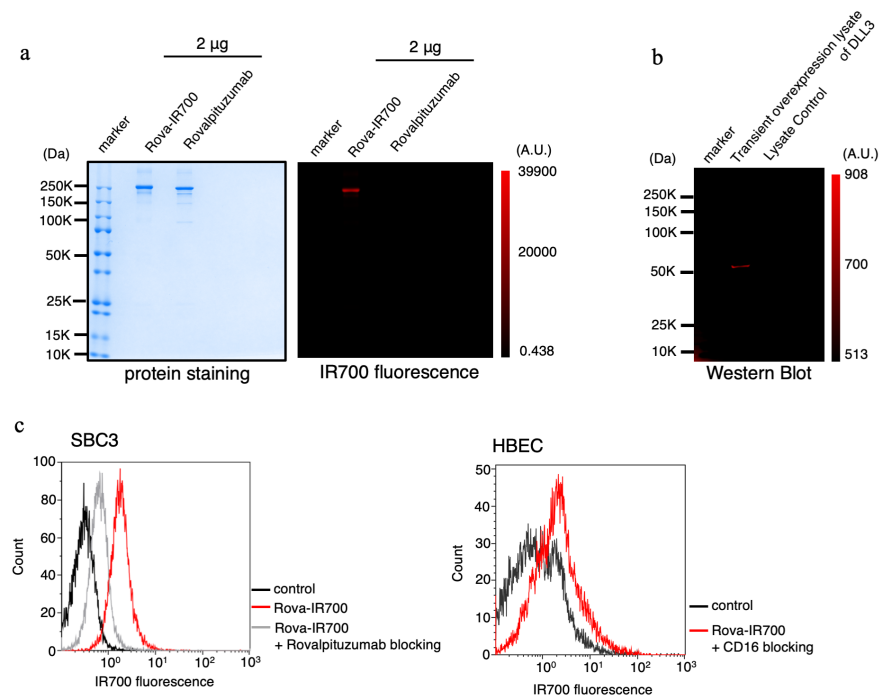 a
2 µg
marker
Rova-IR700
Rovalpituzumab
(Da)
250K
150K
100K
50K
25K
15K
10K
protein staining
2 µg
marker
Rova-IR700
Rovalpituzumab
(A.U.)
39900
20000
0.438
IR700 fluorescence
b
marker
Transient overexpression lysate
of DLL3
Lysate Control
(Da)
250K
150K
100K
50K
25K
10K
(A.U.)
908
700
513
Western Blot
c
SBC3
100
80
60
40
20
0
Count
10⁰ 10¹ 10² 10³
IR700 fluorescence
control
Rova-IR700
Rova-IR700
+ Rovalpituzumab blocking
HBEC
50
40
30
20
10
0
Count
10⁰ 10¹ 10² 10³
IR700 fluorescence
control
Rova-IR700
+ CD16 blocking